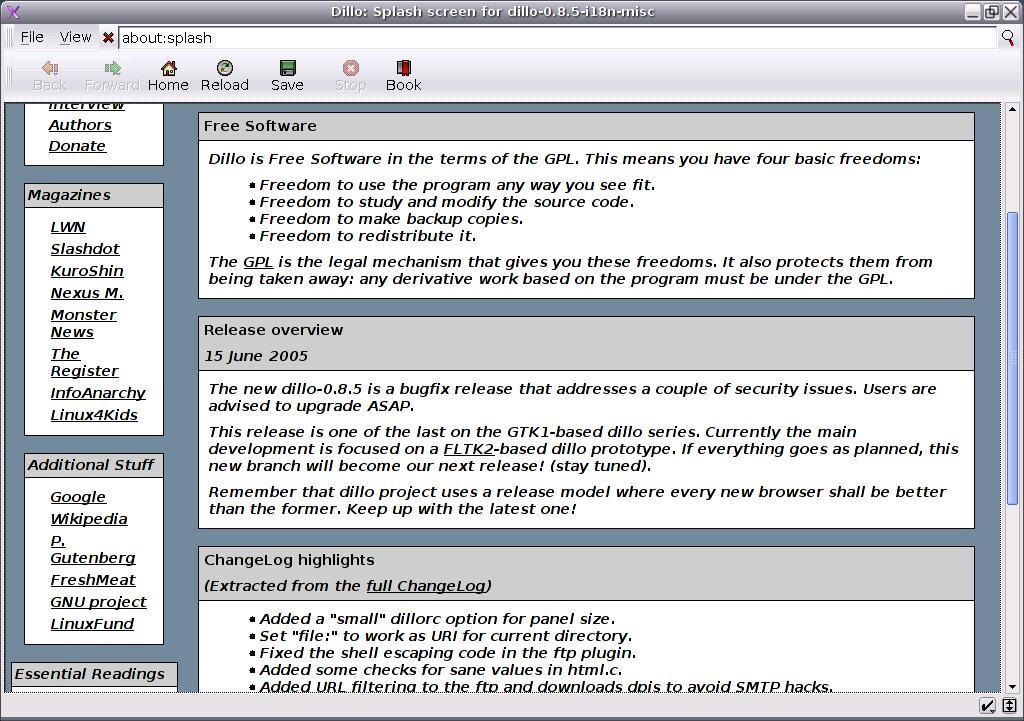 Dillo: Splash screen for dillo-0.8.5-i18n-misc
File View about:splash
Back Forward Home Reload Save Stop Book
Interview
Authors
Donate
Magazines
LWN
Slashdot
KuroShin
Nexus M.
Monster
News
The
Register
InfoAnarchy
Linux4Kids
Additional Stuff
Google
Wikipedia
P.
Gutenberg
FreshMeat
GNU project
LinuxFund
Essential Readings
Free Software
Dillo is Free Software in the terms of the GPL. This means you have four basic freedoms:
Freedom to use the program any way you see fit.
Freedom to study and modify the source code.
Freedom to make backup copies.
Freedom to redistribute it.
The GPL is the legal mechanism that gives you these freedoms. It also protects them from
being taken away: any derivative work based on the program must be under the GPL.
Release overview
15 June 2005
The new dillo-0.8.5 is a bugfix release that addresses a couple of security issues. Users are
advised to upgrade ASAP.
This release is one of the last on the GTK1-based dillo series. Currently the main
development is focused on a FLTK2-based dillo prototype. If everything goes as planned, this
new branch will become our next release! (stay tuned).
Remember that dillo project uses a release model where every new browser shall be better
than the former. Keep up with the latest one!
ChangeLog highlights
(Extracted from the full ChangeLog)
Added a "small" dillorc option for panel size.
Set "file:" to work as URI for current directory.
Fixed the shell escaping code in the ftp plugin.
Added some checks for sane values in html.c.
Added URL filtering to the ftp and downloads dpis to avoid SMTP hacks.